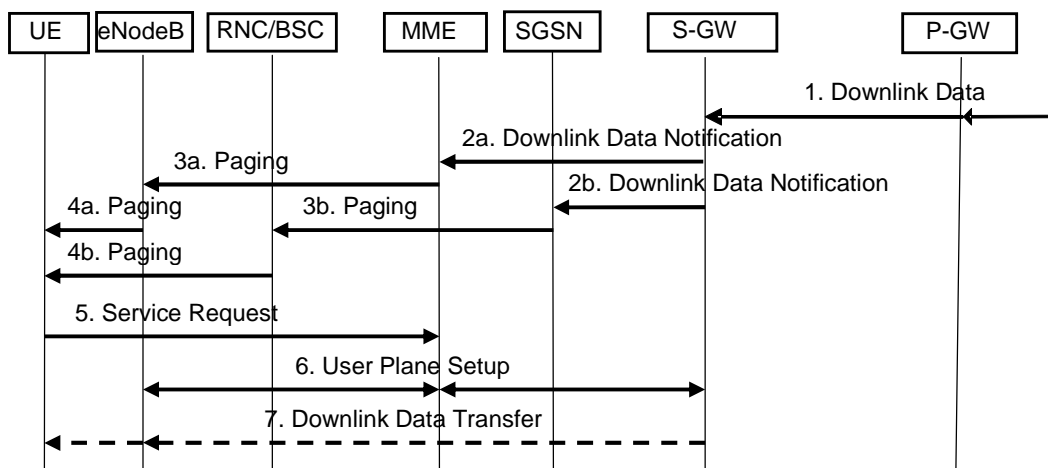 UE
eNodeB
RNC/BSC
MME
SGSN
S-GW
P-GW
1. Downlink Data
2a. Downlink Data Notification
3a. Paging
2b. Downlink Data Notification
4a. Paging
3b. Paging
4b. Paging
5. Service Request
6. User Plane Setup
7. Downlink Data Transfer